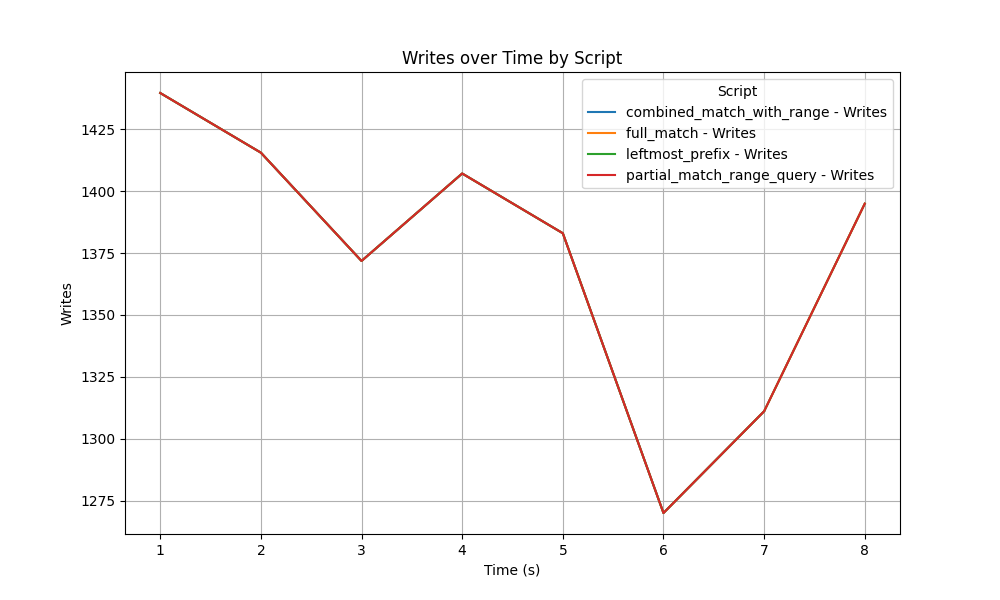 Writes over Time by Script
Script
combined_match_with_range - Writes
full_match - Writes
leftmost_prefix - Writes
partial_match_range_query - Writes
Writes
1425
1400
1375
1350
1325
1300
1275
1 2 3 4 5 6 7 8
Time (s)